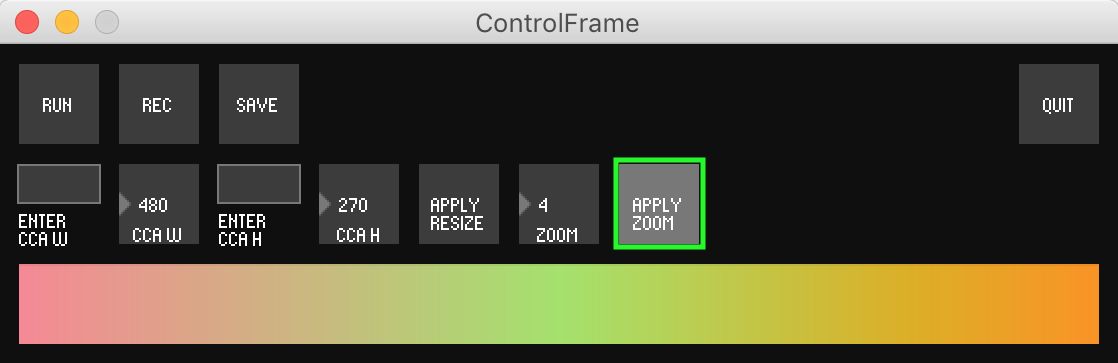 ControlFrame
RUN
REC
SAVE
QUIT
ENTER
CCA W
480
CCA W
ENTER
CCA H
270
CCA H
APPLY
RESIZE
4
ZOOM
APPLY
ZOOM